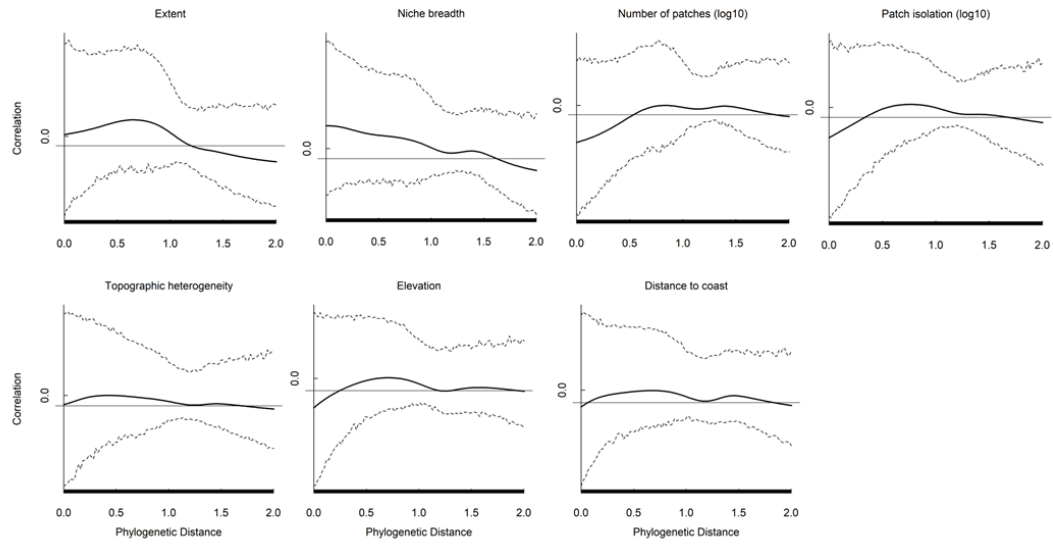 Extent
Niche breadth
Number of patches (log10)
Patch isolation (log10)
Correlation
0.0
0.0
0.0
0.0
0.0 0.5 1.0 1.5 2.0
0.0 0.5 1.0 1.5 2.0
0.0 0.5 1.0 1.5 2.0
0.0 0.5 1.0 1.5 2.0
Topographic heterogeneity
Elevation
Distance to coast
Correlation
0.0
0.0
0.0
0.0 0.5 1.0 1.5 2.0
0.0 0.5 1.0 1.5 2.0
0.0 0.5 1.0 1.5 2.0
Phylogenetic Distance
Phylogenetic Distance
Phylogenetic Distance